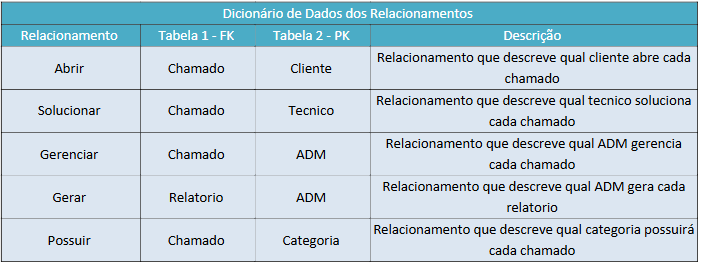 Dicionário de Dados dos Relacionamentos
Relacionamento Tabela 1 - FK Tabela 2 - PK Descrição
Abrir Chamado Cliente Relacionamento que descreve qual cliente abre cada
chamado
Solucionar Chamado Tecnico Relacionamento que descreve qual tecnico soluciona
cada chamado
Gerenciar Chamado ADM Relacionamento que descreve qual ADM gerencia
cada chamado
Gerar Relatorio ADM Relacionamento que descreve qual ADM gera cada
relatorio
Possuir Chamado Categoria Relacionamento que descreve qual categoria possuirá
cada chamado